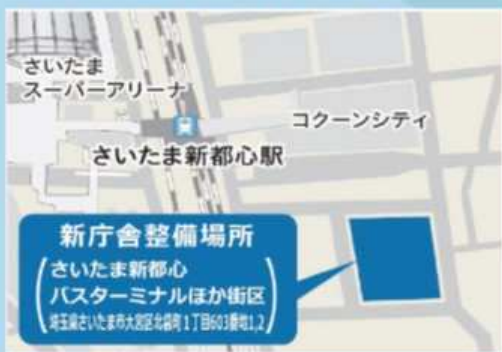 さいたま
スーパーアリーナ
コクーンシティ
さいたま新都心駅
新庁舎整備場所
(さいたま新都心
バスターミナルほか街区
埼玉県さいたま市大宮区北袋町1丁目603番地1,2)